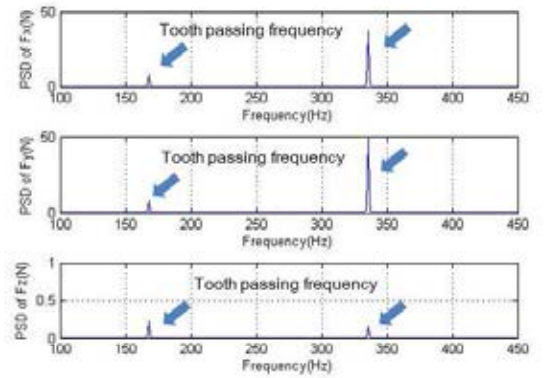 PSD of Fx(N)
50
Tooth passing frequency
0
100 150 200 250 300 350 400 450
Frequency(Hz)
PSD of Fy(N)
50
Tooth passing frequency
0
100 150 200 250 300 350 400 450
Frequency(Hz)
PSD of Fz(N)
1
Tooth passing frequency
0.5
0
100 150 200 250 300 350 400 450
Frequency(Hz)